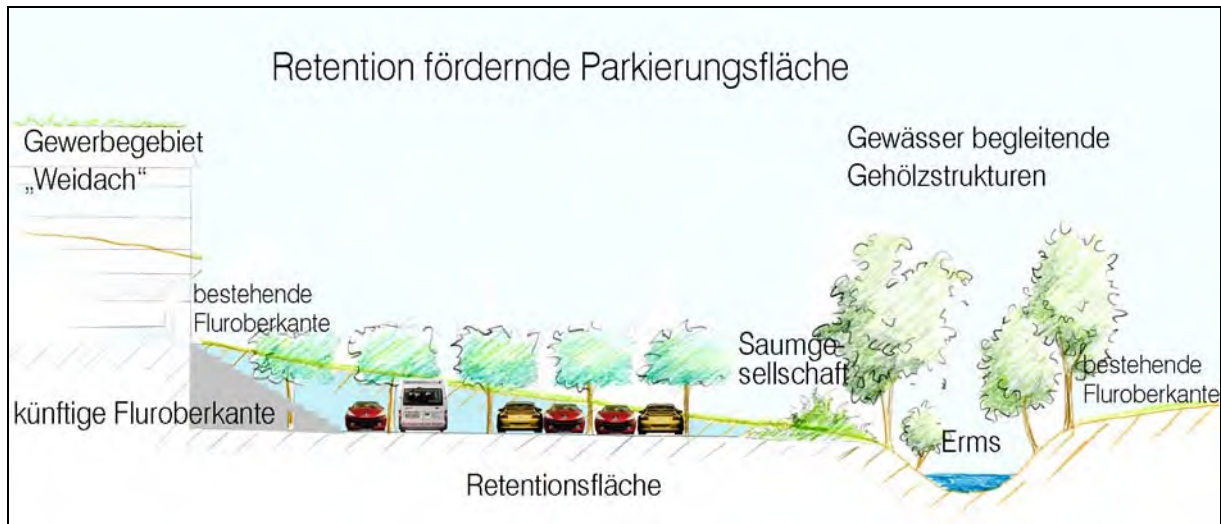 Retention fördernde Parkierungsfläche
Gewerbegebiet
„Weidach“
Gewässer begleitende
Gehölzstrukturen
bestehende
Fluroberkante
Saumge
sellschaft
bestehende
Fluroberkante
künftige Fluroberkante
Erms
Retentionsfläche